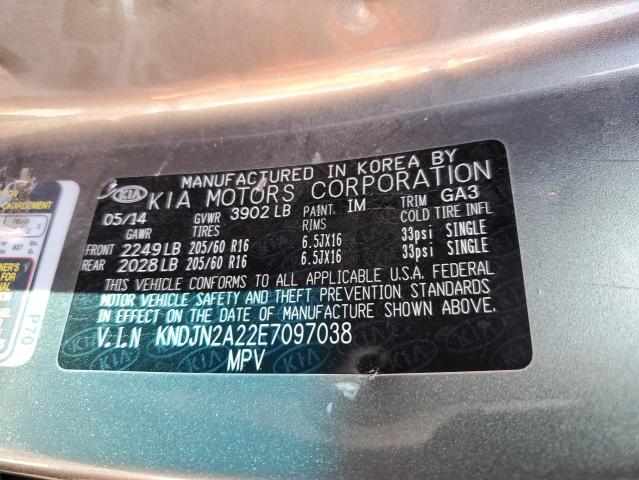 MANUFACTURED IN KOREA BY
KIA KIA MOTORS CORPORATION
05/14 GVWR 3902 LB PAINT 1M TRIM GA3
GAWR TIRES RIMS COLD TIRE INFL
FRONT 2249 LB 205/60 R16 6.5JX16 33psi SINGLE
REAR 2028 LB 205/60 R16 6.5JX16 33psi SINGLE
THIS VEHICLE CONFORMS TO ALL APPLICABLE U.S.A. FEDERAL
MOTOR VEHICLE SAFETY AND THEFT PREVENTION STANDARDS
IN EFFECT ON THE DATE OF MANUFACTURE SHOWN ABOVE.
V.I.N KNDJN2A22E7097038
MPV
P70